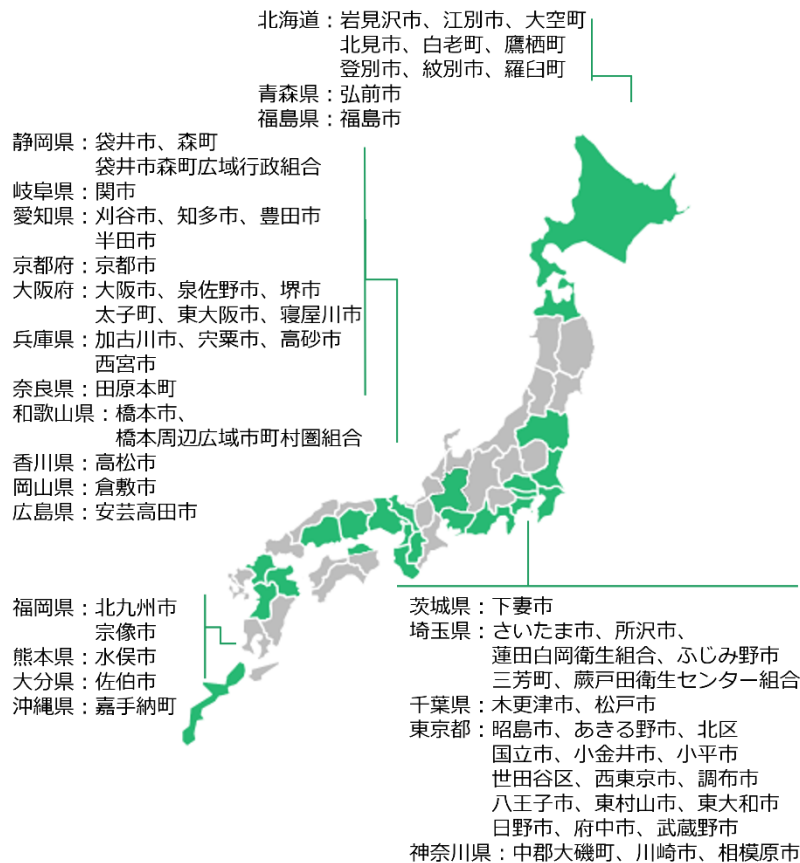 北海道：岩見沢市、江別市、大空町
北見市、白老町、鷹栖町
登別市、紋別市、羅臼町
青森県：弘前市
福島県：福島市
静岡県：袋井市、森町
袋井市森町広域行政組合
岐阜県：関市
愛知県：刈谷市、知多市、豊田市
半田市
京都府：京都市
大阪府：大阪市、泉佐野市、堺市
太子町、東大阪市、寝屋川市
兵庫県：加古川市、宍粟市、高砂市
西宮市
奈良県：田原本町
和歌山県：橋本市、
橋本周辺広域市町村圏組合
香川県：高松市
岡山県：倉敷市
広島県：安芸高田市
福岡県：北九州市
宗像市
熊本県：水俣市
大分県：佐伯市
沖縄県：嘉手納町
茨城県：下妻市
埼玉県：さいたま市、所沢市、
蓮田白岡衛生組合、ふじみ野市
三芳町、蕨戸田衛生センター組合
千葉県：木更津市、松戸市
東京都：昭島市、あきる野市、北区
国立市、小金井市、小平市
世田谷区、西東京市、調布市
八王子市、東村山市、東大和市
日野市、府中市、武蔵野市
神奈川県：中郡大磯町、川崎市、相模原市